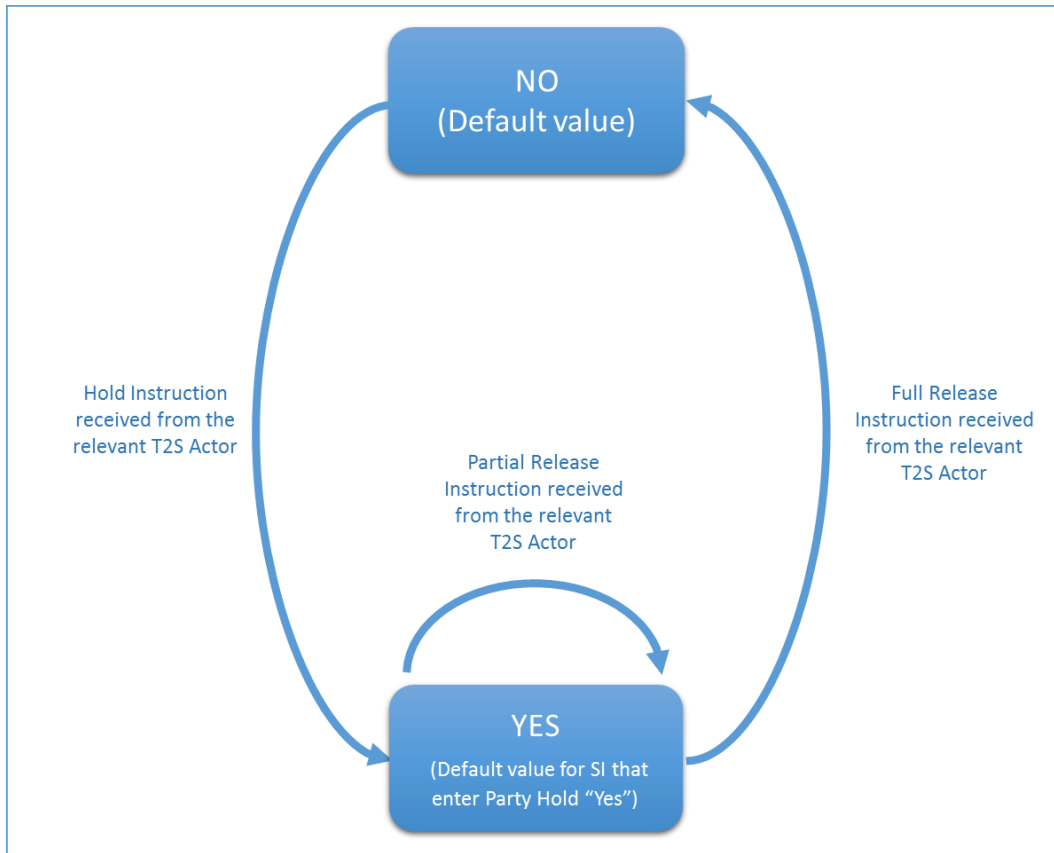 NO
(Default value)
Hold Instruction
received from the
relevant T2S Actor
Full Release
Instruction received
from the relevant
T2S Actor
Partial Release
Instruction received
from the relevant
T2S Actor
YES
(Default value for SI that
enter Party Hold “Yes”)